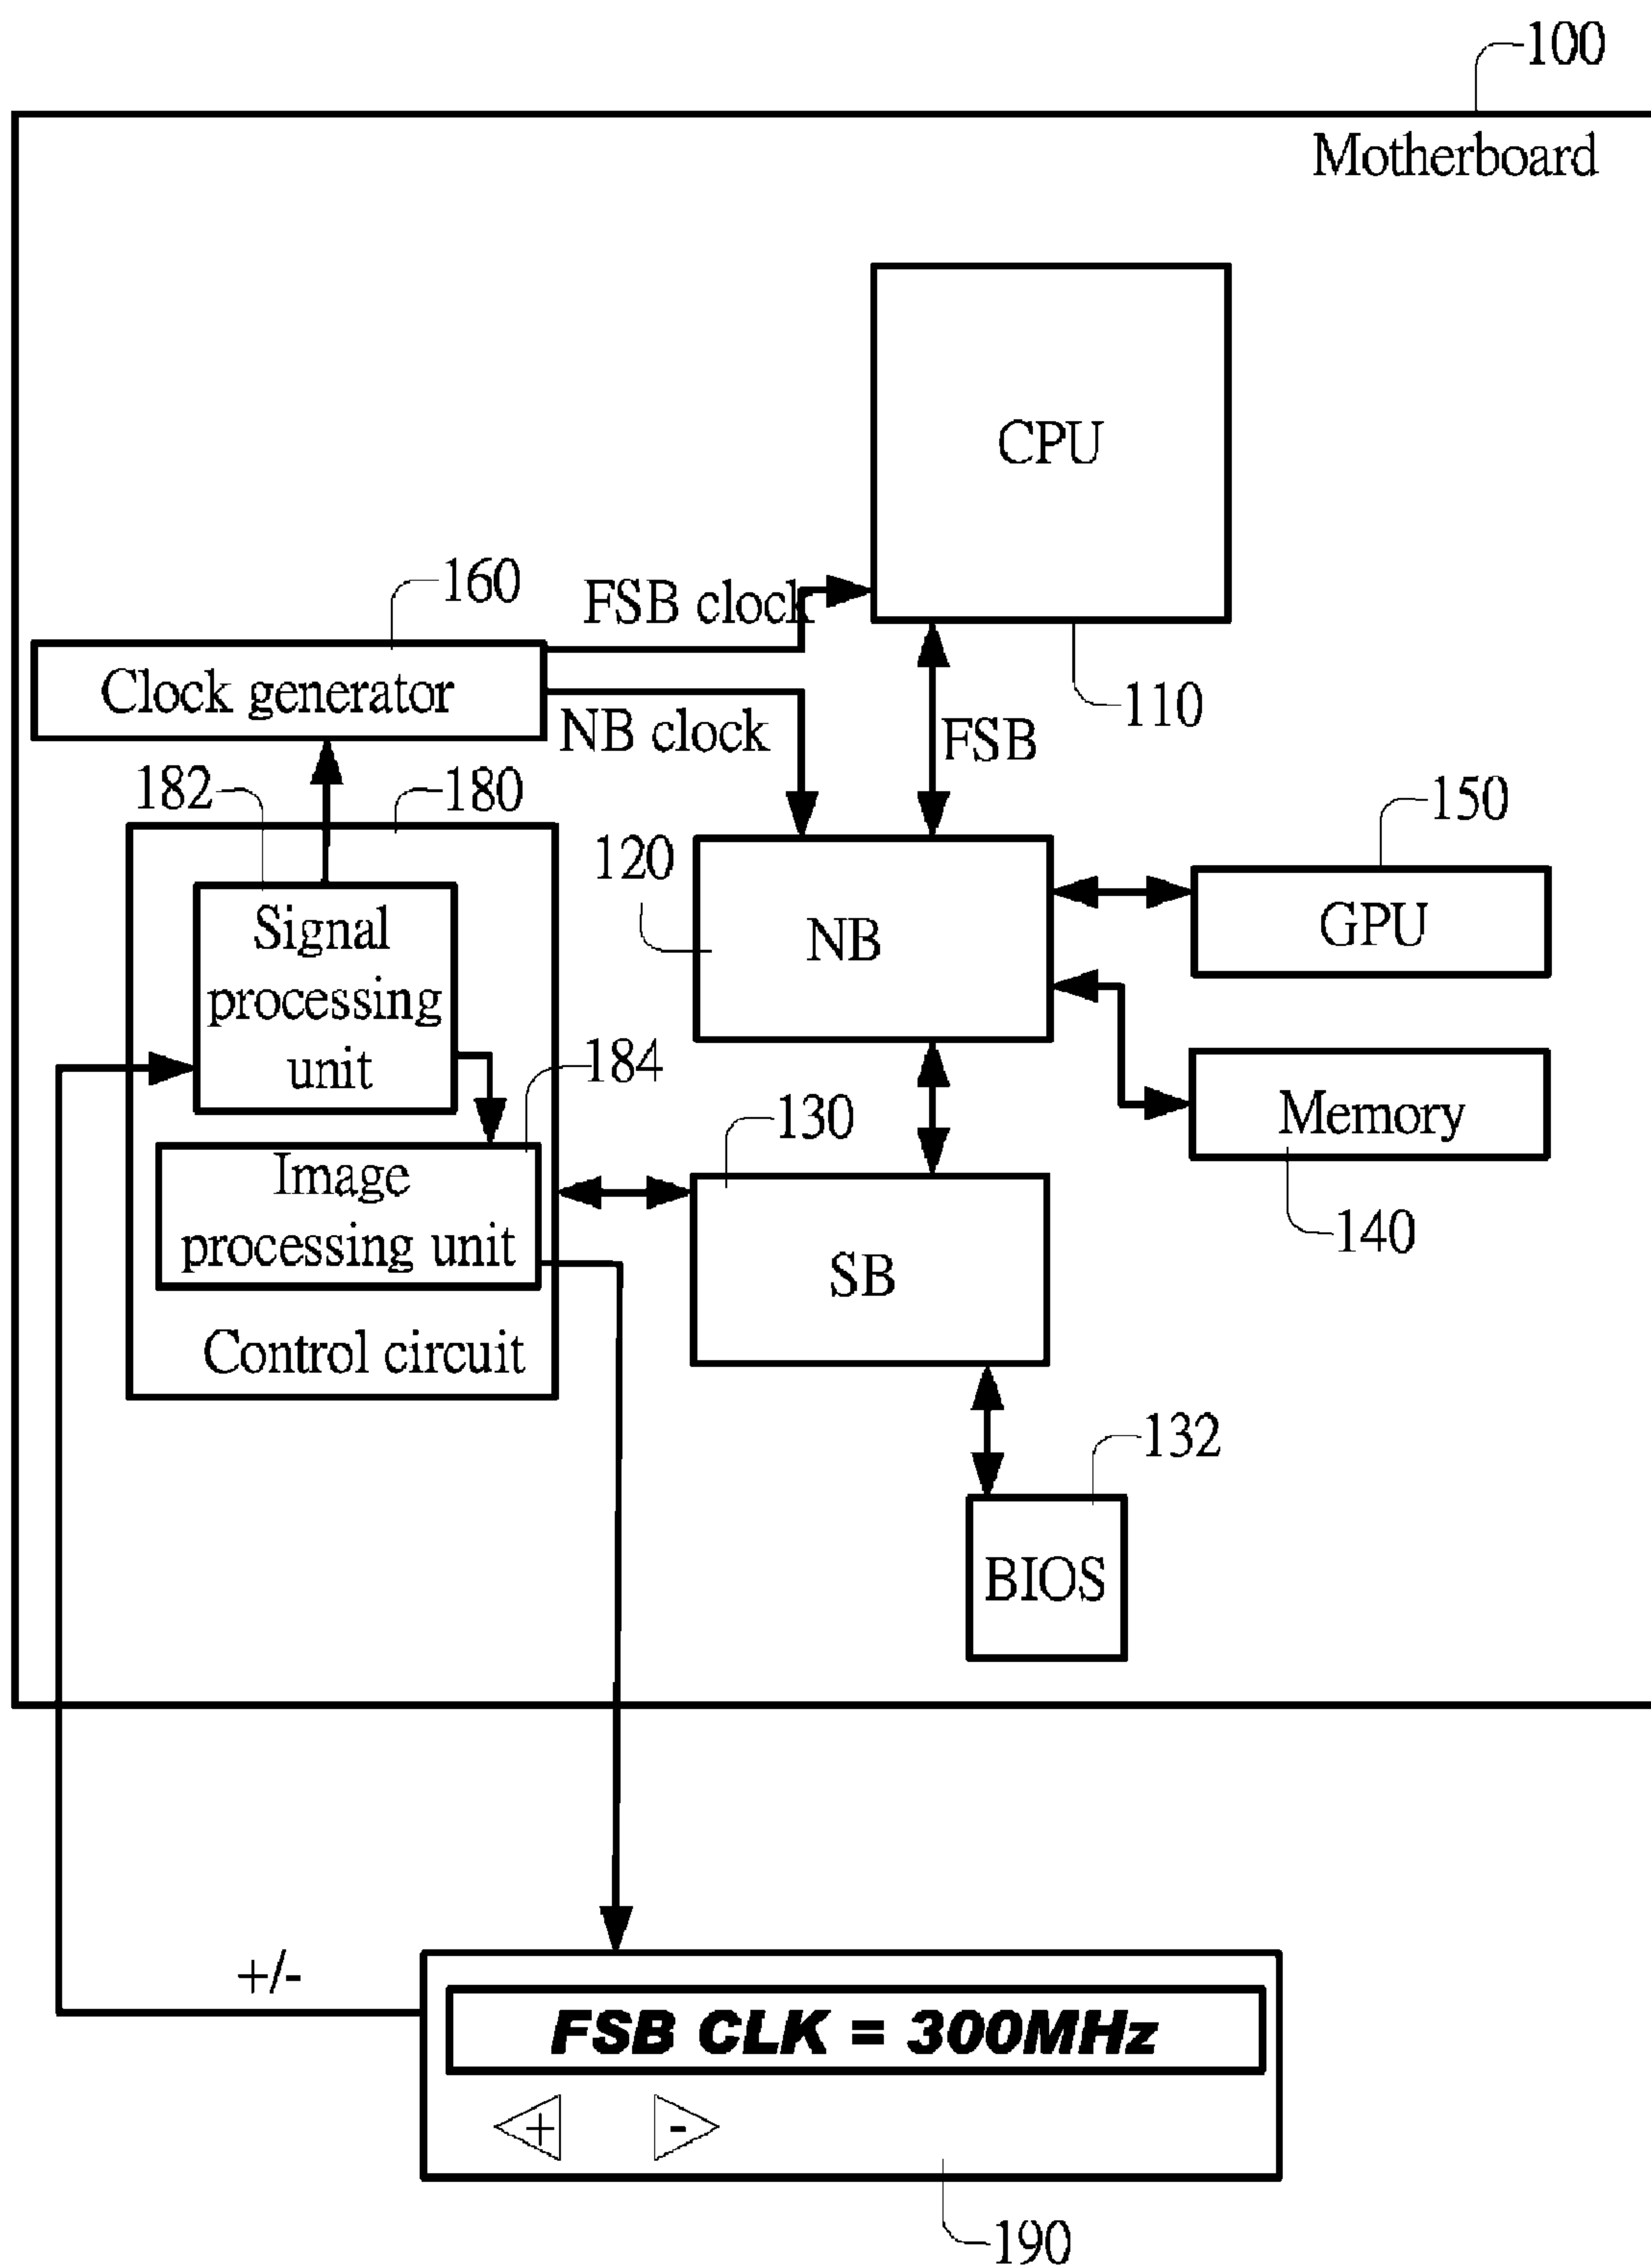 100
Motherboard
CPU
160
FSB clock
Clock generator
110
NB clock
FSB
182
180
150
120
Signal
processing
unit
NB
GPU
184
130
Memory
Image
processing unit
140
SB
Control circuit
132
BIOS
+/-
FSB CLK = 300MHz
+
-
190